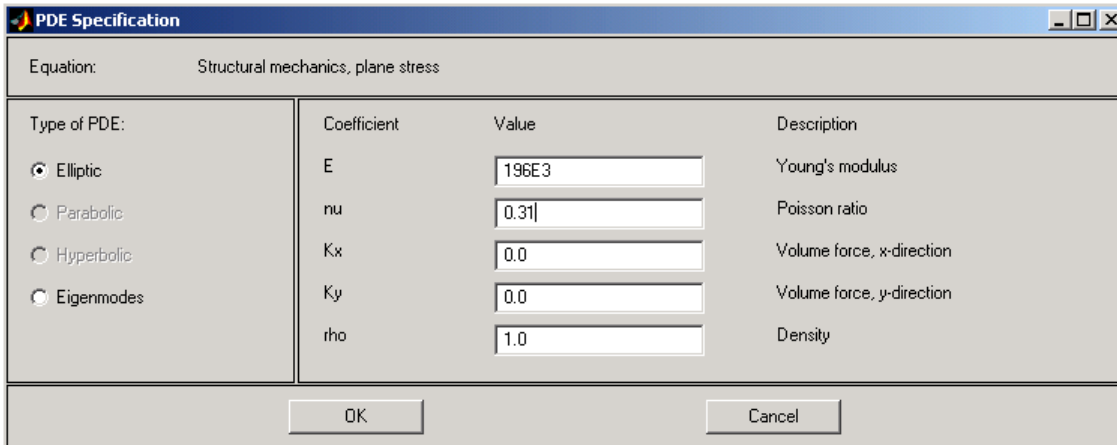 PDE Specification
Equation: Structural mechanics, plane stress
Type of PDE:
Elliptic
Parabolic
Hyperbolic
Eigenmodes
Coefficient Value Description
E 196E3 Young's modulus
nu 0.31 Poisson ratio
Kx 0.0 Volume force, x-direction
Ky 0.0 Volume force, y-direction
rho 1.0 Density
OK Cancel